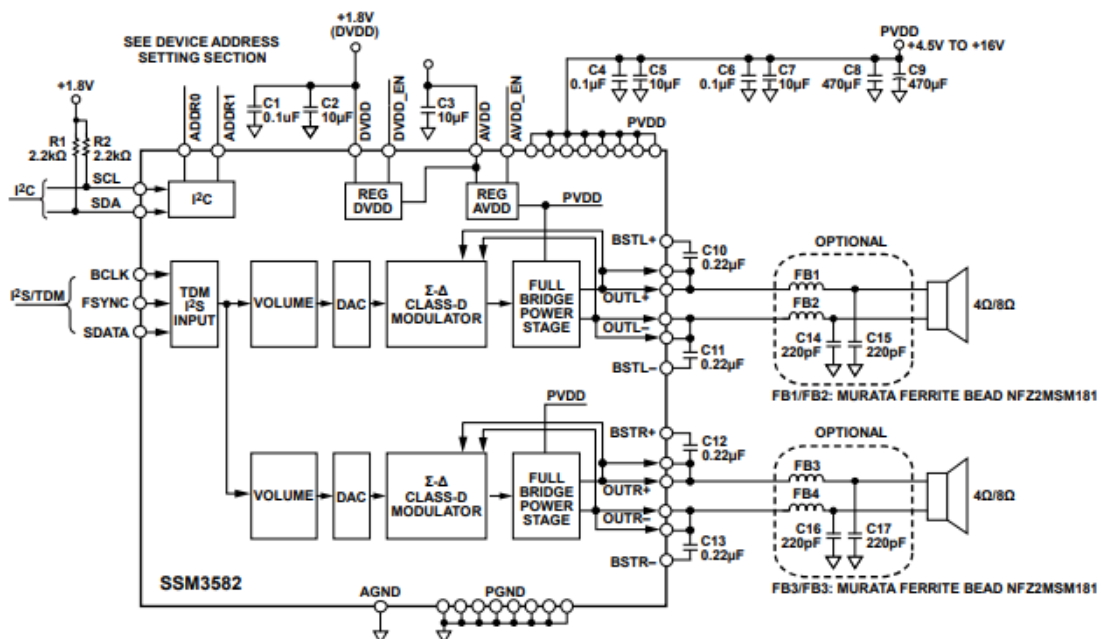 SEE DEVICE ADDRESS
SETTING SECTION
+1.8V
(DVDD)
PVDD
+4.5V TO +16V
+1.8V
R1
2.2kΩ
R2
2.2kΩ
ADDR0
ADDR1
C1
0.1uF
C2
10µF
DVDD
DVDD_EN
C3
10µF
AVDD
AVDD_EN
C4
0.1µF
C5
10µF
C6
0.1µF
C7
10µF
C8
470µF
C9
470µF
PVDD
I²C
SCL
SDA
I²C
REG
DVDD
REG
AVDD
PVDD
I²S/TDM
BCLK
FSYNC
SDATA
TDM
I²S
INPUT
VOLUME
DAC
Σ-Δ
CLASS-D
MODULATOR
FULL
BRIDGE
POWER
STAGE
BSTL+
OUTL+
OUTL–
BSTL–
C10
0.22µF
C11
0.22µF
OPTIONAL
FB1
FB2
C14
220pF
C15
220pF
4Ω/8Ω
FB1/FB2: MURATA FERRITE BEAD NFZ2MSM181
PVDD
VOLUME
DAC
Σ-Δ
CLASS-D
MODULATOR
FULL
BRIDGE
POWER
STAGE
BSTR+
OUTR+
OUTR–
BSTR–
C12
0.22µF
C13
0.22µF
OPTIONAL
FB3
FB4
C16
220pF
C17
220pF
4Ω/8Ω
FB3/FB3: MURATA FERRITE BEAD NFZ2MSM181
SSM3582
AGND
PGND